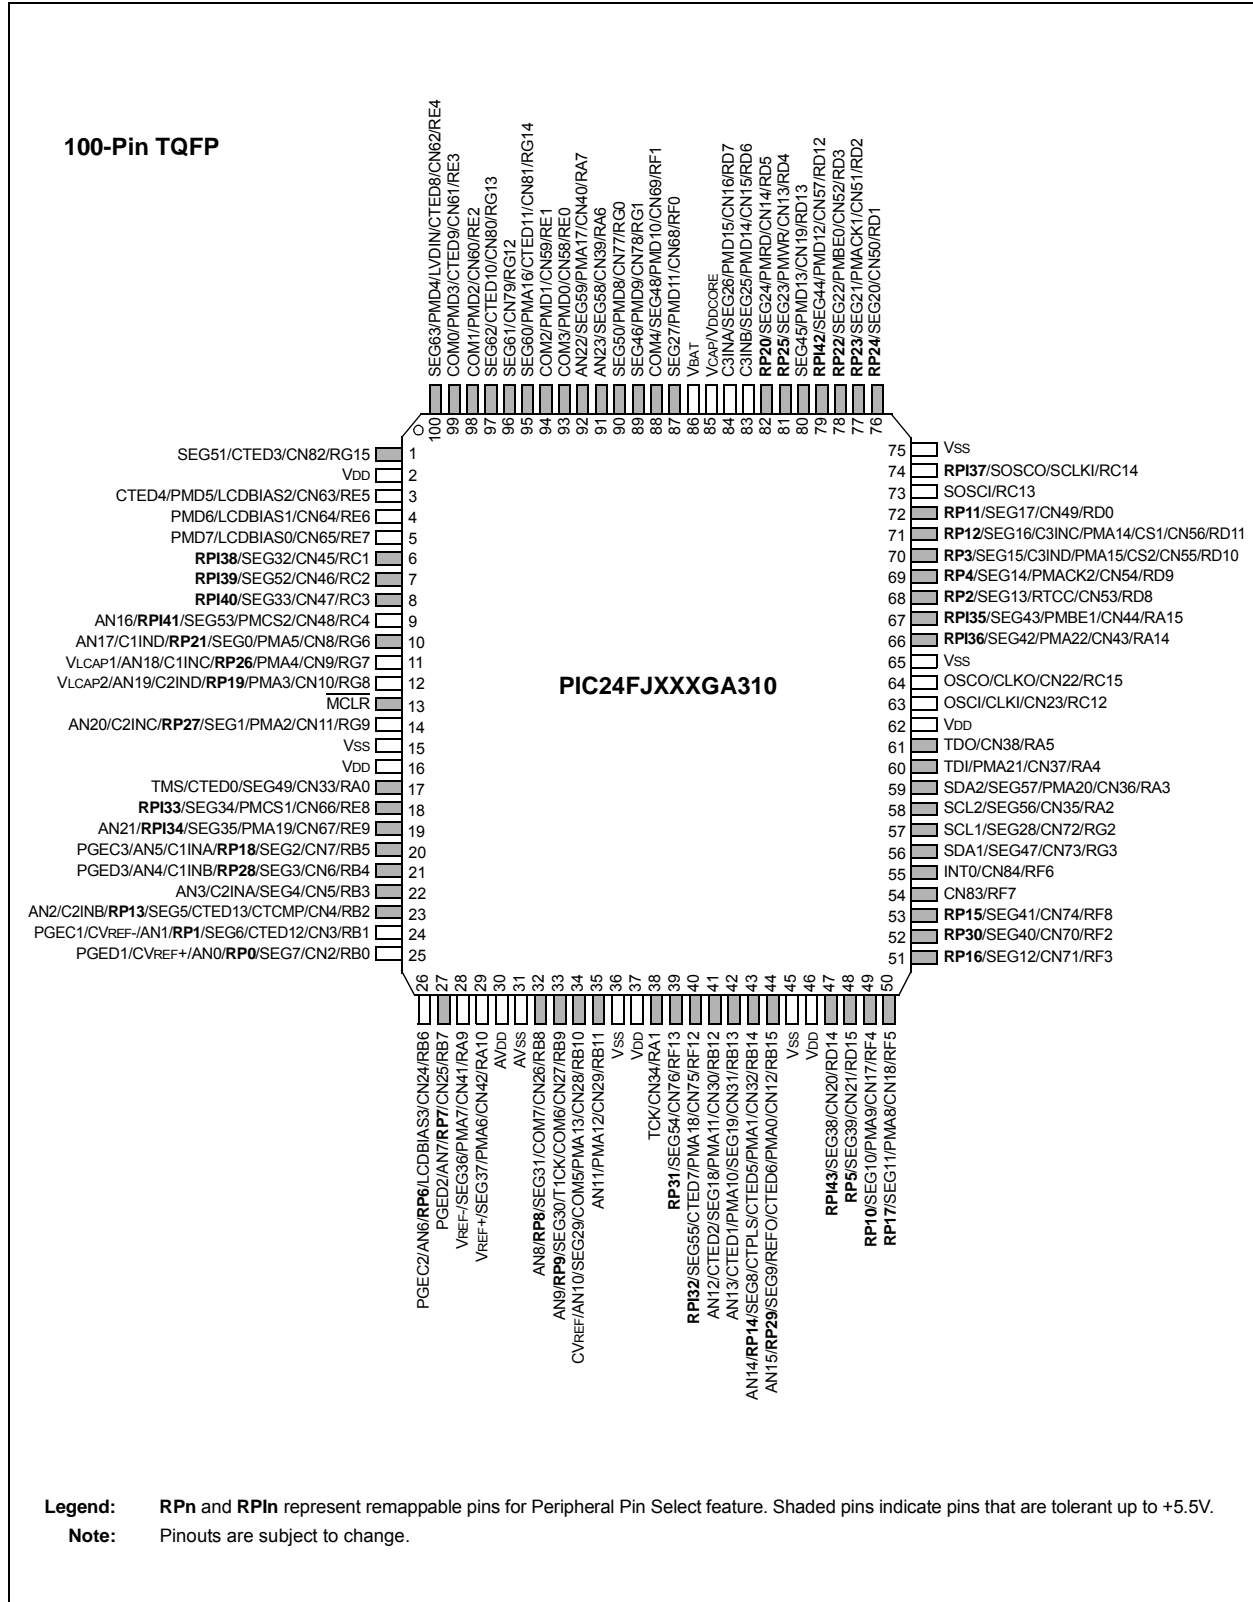 100-Pin TQFP
SEG63/PMD4/LVDIN/CTED8/CN62/RE4
COM0/PMD3/CTED9/CN61/RE3
COM1/PMD2/CN60/RE2
SEG62/CTED10/CN80/RG13
SEG61/CN79/RG12
SEG60/PMA16/CTED11/CN81/RG14
COM2/PMD1/CN59/RE1
COM3/PMD0/CN58/RE0
AN22/SEG59/PMA17/CN40/RA7
AN23/SEG58/CN39/RA6
SEG50/PMD8/CN77/RG0
SEG46/PMD9/CN78/RG1
COM4/SEG48/PMD10/CN69/RF1
SEG27/PMD11/CN68/RF0
VBAT
VCAP/VDDCORE
C3INA/SEG26/PMD15/CN16/RD7
C3INB/SEG25/PMD14/CN15/RD6
RP20/SEG24/PMRD/CN14/RD5
RP25/SEG23/PMWR/CN13/RD4
SEG45/PMD13/CN19/RD13
RPI42/SEG44/PMD12/CN57/RD12
RP22/SEG22/PMBE0/CN52/RD3
RP23/SEG21/PMACK1/CN51/RD2
RP24/SEG20/CN50/RD1
100 99 98 97 96 95 94 93 92 91 90 89 88 87 86 85 84 83 82 81 80 79 78 77 76
SEG51/CTED3/CN82/RG15 1
VDD 2
CTED4/PMD5/LCDBIAS2/CN63/RE5 3
PMD6/LCDBIAS1/CN64/RE6 4
PMD7/LCDBIAS0/CN65/RE7 5
RPI38/SEG32/CN45/RC1 6
RPI39/SEG52/CN46/RC2 7
RPI40/SEG33/CN47/RC3 8
AN16/RPI41/SEG53/PMCS2/CN48/RC4 9
AN17/C1IND/RP21/SEG0/PMA5/CN8/RG6 10
VLCAP1/AN18/C1INC/RP26/PMA4/CN9/RG7 11
VLCAP2/AN19/C2IND/RP19/PMA3/CN10/RG8 12
MCLR 13
AN20/C2INC/RP27/SEG1/PMA2/CN11/RG9 14
VSS 15
VDD 16
TMS/CTED0/SEG49/CN33/RA0 17
RPI33/SEG34/PMCS1/CN66/RE8 18
AN21/RPI34/SEG35/PMA19/CN67/RE9 19
PGEC3/AN5/C1INA/RP18/SEG2/CN7/RB5 20
PGED3/AN4/C1INB/RP28/SEG3/CN6/RB4 21
AN3/C2INA/SEG4/CN5/RB3 22
AN2/C2INB/RP13/SEG5/CTED13/CTCMP/CN4/RB2 23
PGEC1/CVREF-/AN1/RP1/SEG6/CTED12/CN3/RB1 24
PGED1/CVREF+/AN0/RP0/SEG7/CN2/RB0 25
PIC24FJXXXGA310
75 VSS
74 RPI37/SOSCO/SCLKI/RC14
73 SOSCI/RC13
72 RP11/SEG17/CN49/RD0
71 RP12/SEG16/C3INC/PMA14/CS1/CN56/RD11
70 RP3/SEG15/C3IND/PMA15/CS2/CN55/RD10
69 RP4/SEG14/PMACK2/CN54/RD9
68 RP2/SEG13/RTCC/CN53/RD8
67 RPI35/SEG43/PMBE1/CN44/RA15
66 RPI36/SEG42/PMA22/CN43/RA14
65 VSS
64 OSCO/CLKO/CN22/RC15
63 OSCI/CLKI/CN23/RC12
62 VDD
61 TDO/CN38/RA5
60 TDI/PMA21/CN37/RA4
59 SDA2/SEG57/PMA20/CN36/RA3
58 SCL2/SEG56/CN35/RA2
57 SCL1/SEG28/CN72/RG2
56 SDA1/SEG47/CN73/RG3
55 INT0/CN84/RF6
54 CN83/RF7
53 RP15/SEG41/CN74/RF8
52 RP30/SEG40/CN70/RF2
51 RP16/SEG12/CN71/RF3
26 27 28 29 30 31 32 33 34 35 36 37 38 39 40 41 42 43 44 45 46 47 48 49 50
PGEC2/AN6/RP6/LCDBIAS3/CN24/RB6
PGED2/AN7/RP7/CN25/RB7
VREF-/SEG36/PMA7/CN41/RA9
VREF+/SEG37/PMA6/CN42/RA10
AVDD
AVSS
AN8/RP8/SEG31/COM7/CN26/RB8
AN9/RP9/SEG30/T1CK/COM6/CN27/RB9
CVREF/AN10/SEG29/COM5/PMA13/CN28/RB10
AN11/PMA12/CN29/RB11
VSS
VDD
TCK/CN34/RA1
RP31/SEG54/CN76/RF13
RPI32/SEG55/CTED7/PMA18/CN75/RF12
AN12/CTED2/SEG18/PMA11/CN30/RB12
AN13/CTED1/PMA10/SEG19/CN31/RB13
AN14/RP14/SEG8/CTPLS/CTED5/PMA1/CN32/RB14
AN15/RP29/SEG9/REFO/CTED6/PMA0/CN12/RB15
VSS
VDD
RPI43/SEG38/CN20/RD14
RP5/SEG39/CN21/RD15
RP10/SEG10/PMA9/CN17/RF4
RP17/SEG11/PMA8/CN18/RF5
Legend: RPn and RPIn represent remappable pins for Peripheral Pin Select feature. Shaded pins indicate pins that are tolerant up to +5.5V.
Note: Pinouts are subject to change.